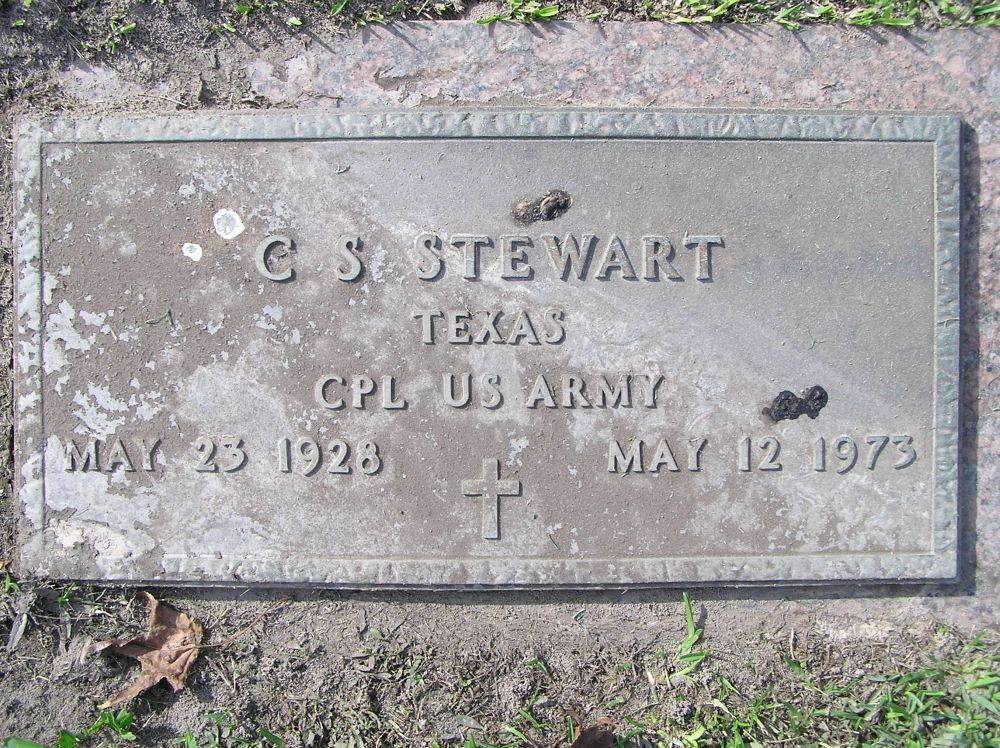 C S STEWART
TEXAS
CPL US ARMY
MAY 23 1928 MAY 12 1973